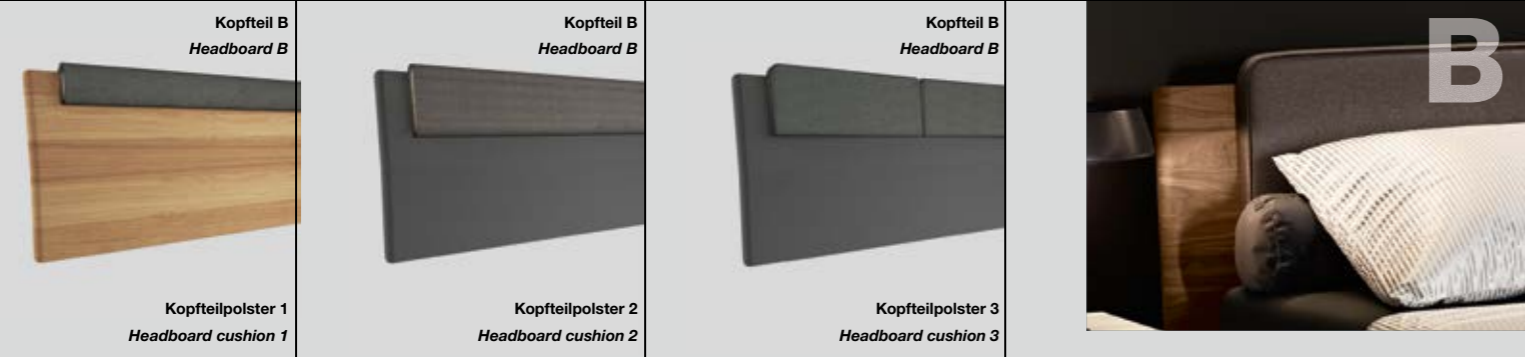 Kopfteil B
Headboard B
Kopfteilpolster 1
Headboard cushion 1
Kopfteil B
Headboard B
Kopfteilpolster 2
Headboard cushion 2
Kopfteil B
Headboard B
Kopfteilpolster 3
Headboard cushion 3
B